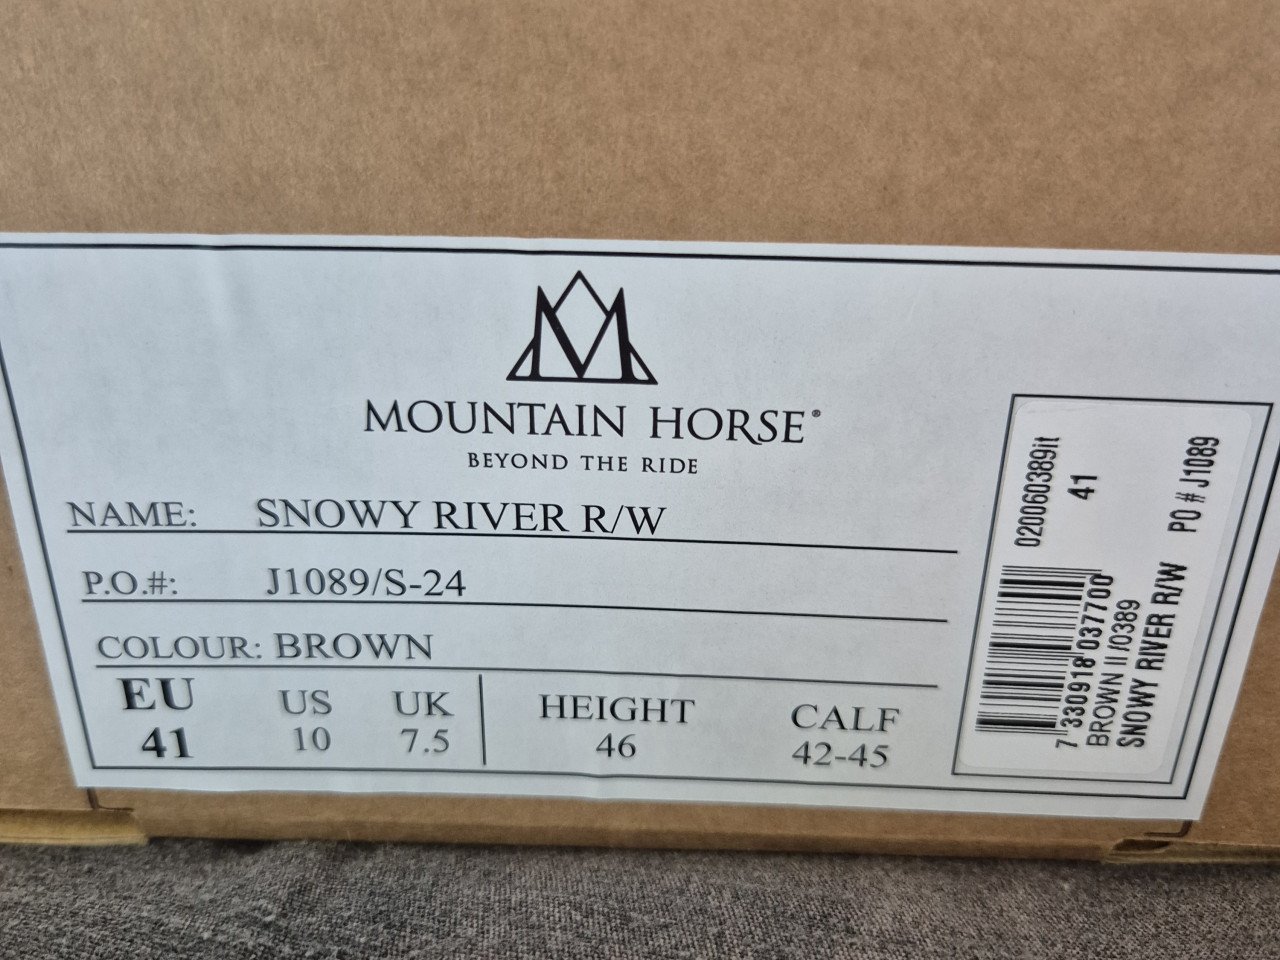 MOUNTAIN HORSE®
BEYOND THE RIDE
NAME: SNOWY RIVER R/W
P.O.#: J1089/S-24
COLOUR: BROWN
EU US UK HEIGHT CALF
41 10 7.5 46 42-45
020060389it
41
PO # J1089
7 330918 037700
BROWN II /0389
SNOWY RIVER R/W